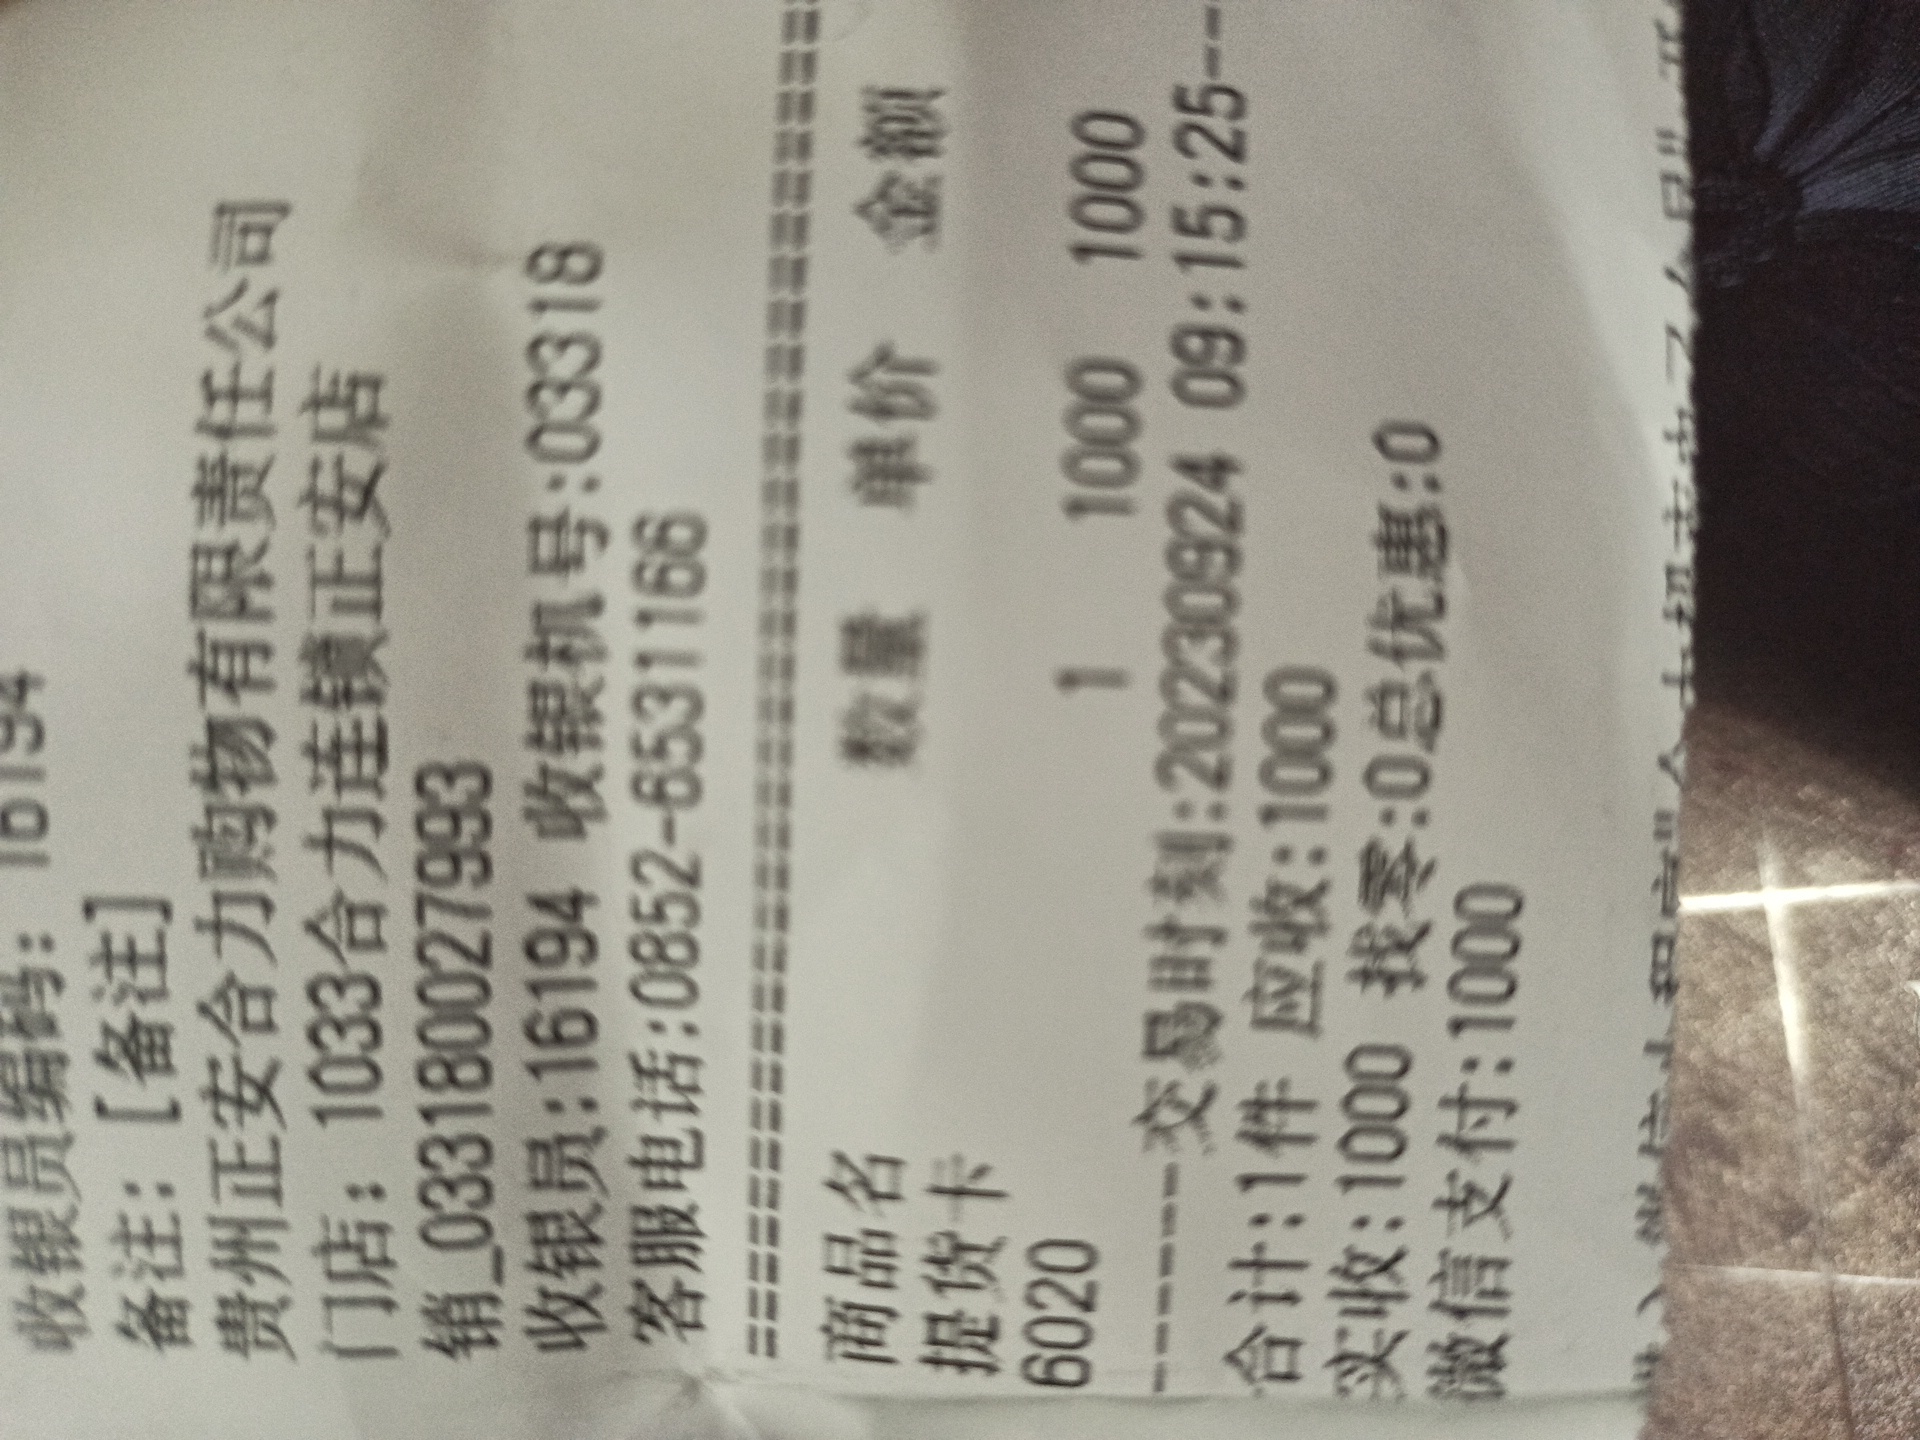 收银员编码: 16194
备注: [备注]
贵州正安合力购物有限责任公司
门店: 1033合力连锁正安店
销_03318002 7993
收银员:16194 收银机号:03318
客服电话:0852-6531166
==================================
商品名 数量 单价 金额
提货卡
6020 1 1000 1000
------交易时刻:20230924 09:15:25--
合计:1件 应收:1000
实收:1000 找零:0总优惠:0
微信支付:1000